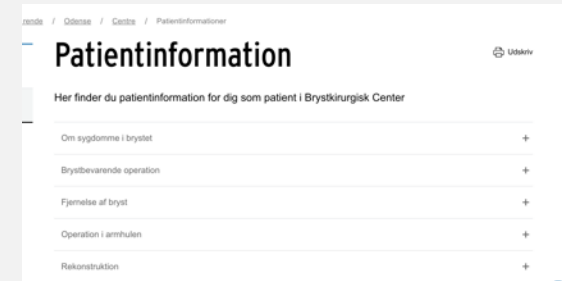 rende / Odense / Centre / Patientinformationer
Patientinformation
Udskriv
Her finder du patientinformation for dig som patient i Brystkirurgisk Center
Om sygdomme i brystet +
Brystbevarende operation +
Fjernelse af bryst +
Operation i armhulen +
Rekonstruktion +